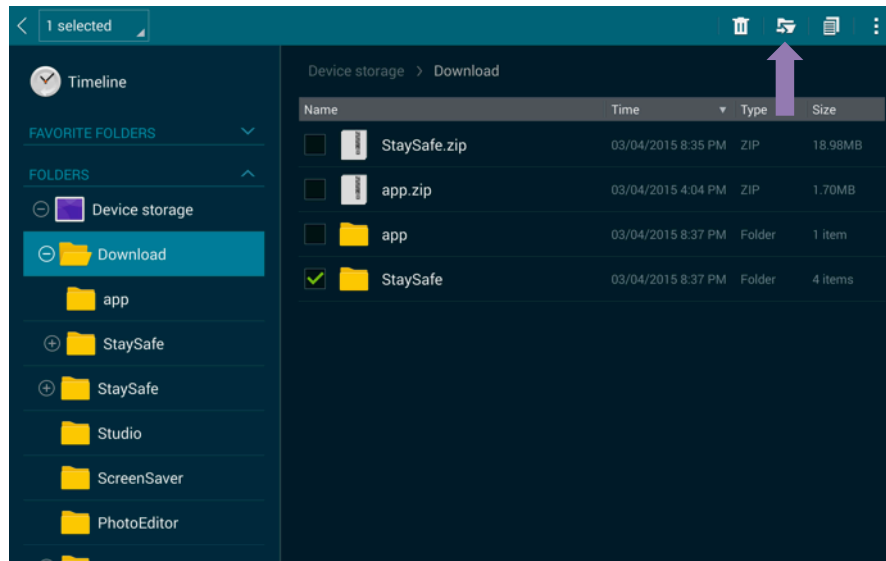 1 selected
Timeline
FAVORITE FOLDERS
FOLDERS
Device storage
Download
app
StaySafe
StaySafe
Studio
ScreenSaver
PhotoEditor
Device storage > Download
Name Time Type Size
StaySafe.zip 03/04/2015 8:35 PM ZIP 18.98MB
app.zip 03/04/2015 4:04 PM ZIP 1.70MB
app 03/04/2015 8:37 PM Folder 1 item
StaySafe 03/04/2015 8:37 PM Folder 4 items